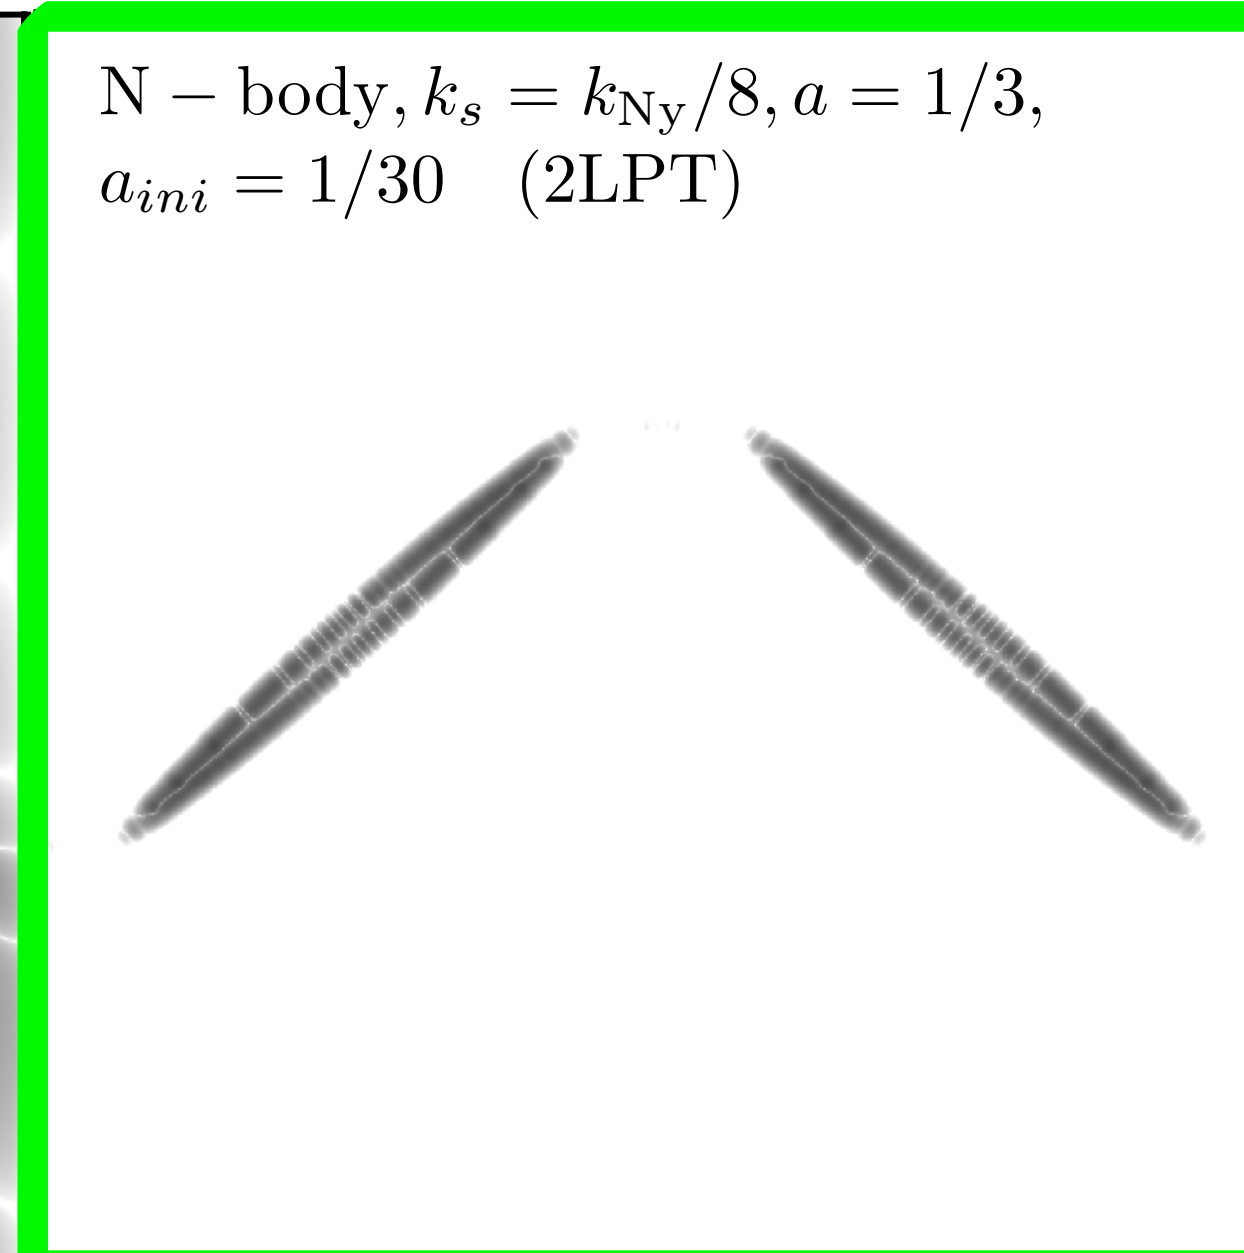 N − body, k_s = k_Ny/8, a = 1/3,
a_ini = 1/30 (2LPT)